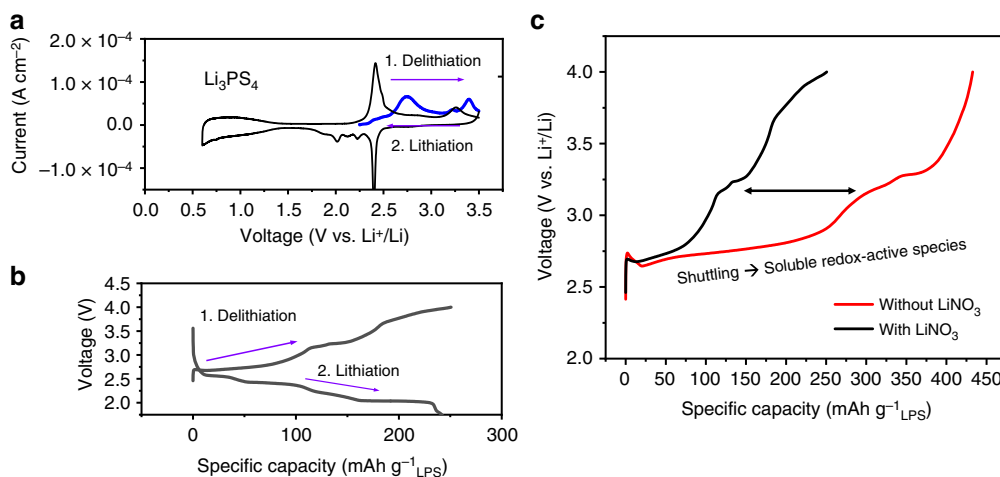 a
2.0 × 10⁻⁴
1.0 × 10⁻⁴
0.0
−1.0 × 10⁻⁴
Current (A cm⁻²)
Li₃PS₄
1. Delithiation
2. Lithiation
0.0 0.5 1.0 1.5 2.0 2.5 3.0 3.5
Voltage (V vs. Li⁺/Li)
b
4.5
4.0
3.5
3.0
2.5
2.0
Voltage (V)
1. Delithiation
2. Lithiation
0 100 200 300
Specific capacity (mAh g⁻¹LPS)
c
4.0
3.5
3.0
2.5
2.0
Voltage (V vs. Li⁺/Li)
Shuttling → Soluble redox-active species
Without LiNO₃
With LiNO₃
0 50 100 150 200 250 300 350 400 450
Specific capacity (mAh g⁻¹LPS)